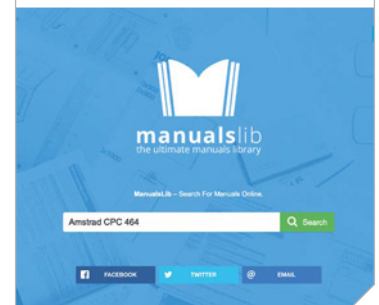 manualslib
the ultimate manuals library
ManualsLib – Search For Manuals Online.
Amstrad CPC 464
Search
FACEBOOK
TWITTER
@ EMAIL